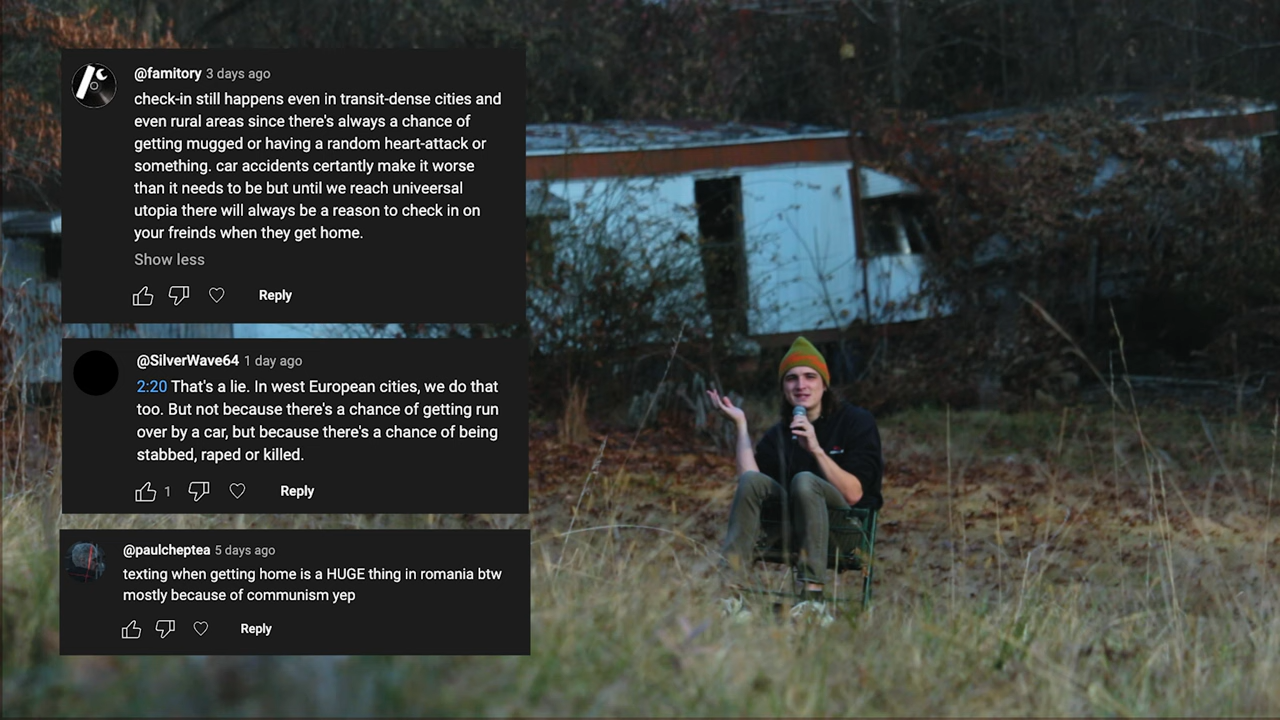 @famitory 3 days ago
check-in still happens even in transit-dense cities and
even rural areas since there's always a chance of
getting mugged or having a random heart-attack or
something. car accidents certantly make it worse
than it needs to be but until we reach univeersal
utopia there will always be a reason to check in on
your freinds when they get home.
Show less
Reply
@SilverWave64 1 day ago
2:20 That's a lie. In west European cities, we do that
too. But not because there's a chance of getting run
over by a car, but because there's a chance of being
stabbed, raped or killed.
1 Reply
@paulcheptea 5 days ago
texting when getting home is a HUGE thing in romania btw
mostly because of communism yep
Reply